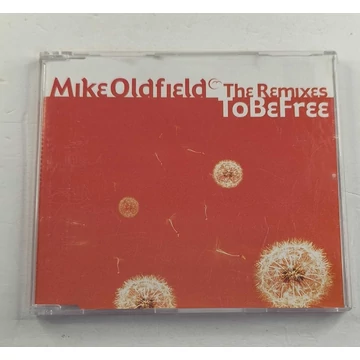 MikeOldfield The Remixes
ToBeFree